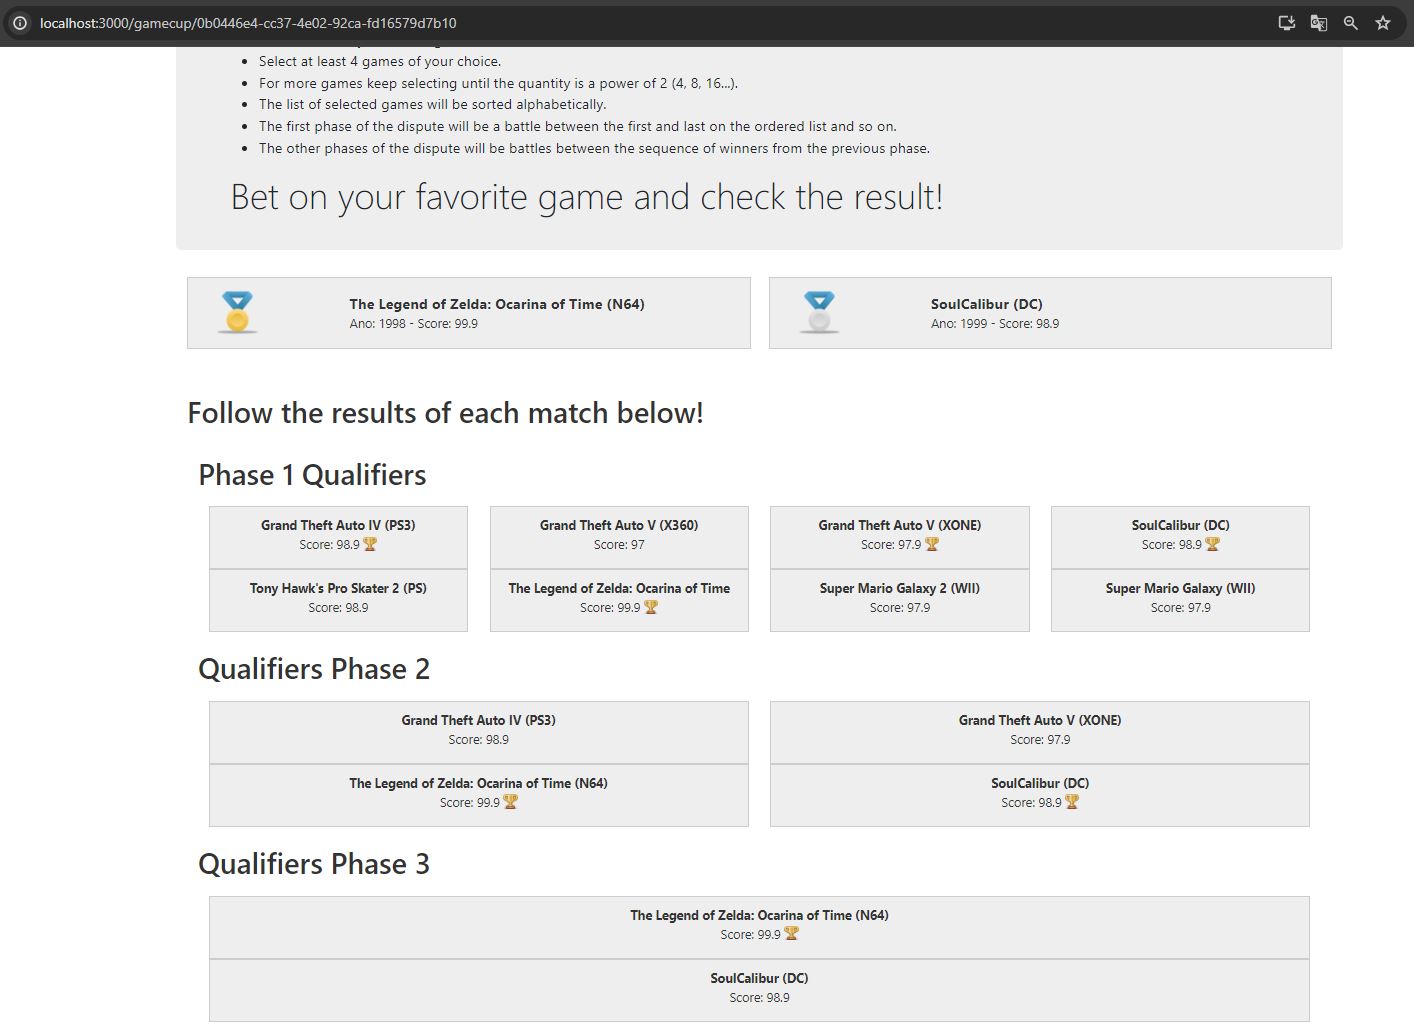 localhost:3000/gamecup/0b0446e4-cc37-4e02-92ca-fd16579d7b10
Select at least 4 games of your choice.
For more games keep selecting until the quantity is a power of 2 (4, 8, 16...).
The list of selected games will be sorted alphabetically.
The first phase of the dispute will be a battle between the first and last on the ordered list and so on.
The other phases of the dispute will be battles between the sequence of winners from the previous phase.
Bet on your favorite game and check the result!
The Legend of Zelda: Ocarina of Time (N64)
Ano: 1998 - Score: 99.9
SoulCalibur (DC)
Ano: 1999 - Score: 98.9
Follow the results of each match below!
Phase 1 Qualifiers
Grand Theft Auto IV (PS3)
Score: 98.9
Tony Hawk's Pro Skater 2 (PS)
Score: 98.9
Grand Theft Auto V (X360)
Score: 97
The Legend of Zelda: Ocarina of Time
Score: 99.9
Grand Theft Auto V (XONE)
Score: 97.9
Super Mario Galaxy 2 (WII)
Score: 97.9
SoulCalibur (DC)
Score: 98.9
Super Mario Galaxy (WII)
Score: 97.9
Qualifiers Phase 2
Grand Theft Auto IV (PS3)
Score: 98.9
The Legend of Zelda: Ocarina of Time (N64)
Score: 99.9
Grand Theft Auto V (XONE)
Score: 97.9
SoulCalibur (DC)
Score: 98.9
Qualifiers Phase 3
The Legend of Zelda: Ocarina of Time (N64)
Score: 99.9
SoulCalibur (DC)
Score: 98.9